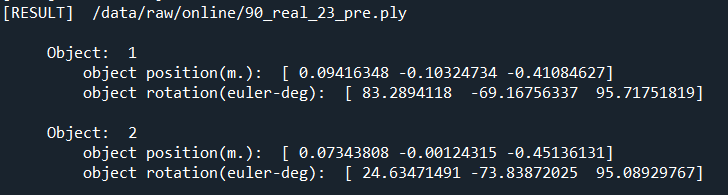 [RESULT]  /data/raw/online/90_real_23_pre.ply
Object:  1
object position(m.):  [ 0.09416348 -0.10324734 -0.41084627]
object rotation(euler-deg):  [ 83.2894118  -69.16756337  95.71751819]
Object:  2
object position(m.):  [ 0.07343808 -0.00124315 -0.45136131]
object rotation(euler-deg):  [ 24.63471491 -73.83872025  95.08929767]